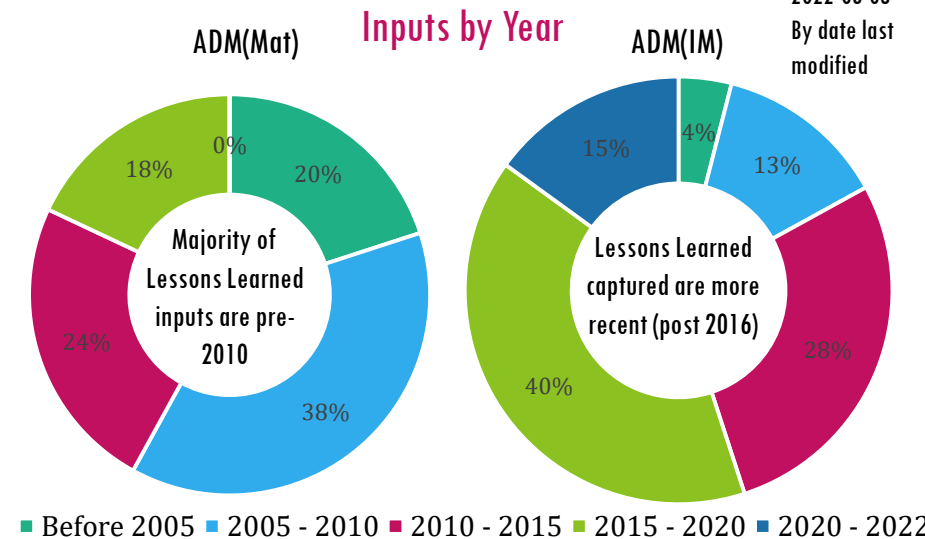 Inputs by Year
By date last
modified
ADM(Mat)
0%
20%
38%
24%
18%
Majority of
Lessons Learned
inputs are pre-
2010
ADM(IM)
4%
13%
28%
40%
15%
Lessons Learned
captured are more
recent (post 2016)
Before 2005
2005 - 2010
2010 - 2015
2015 - 2020
2020 - 2022